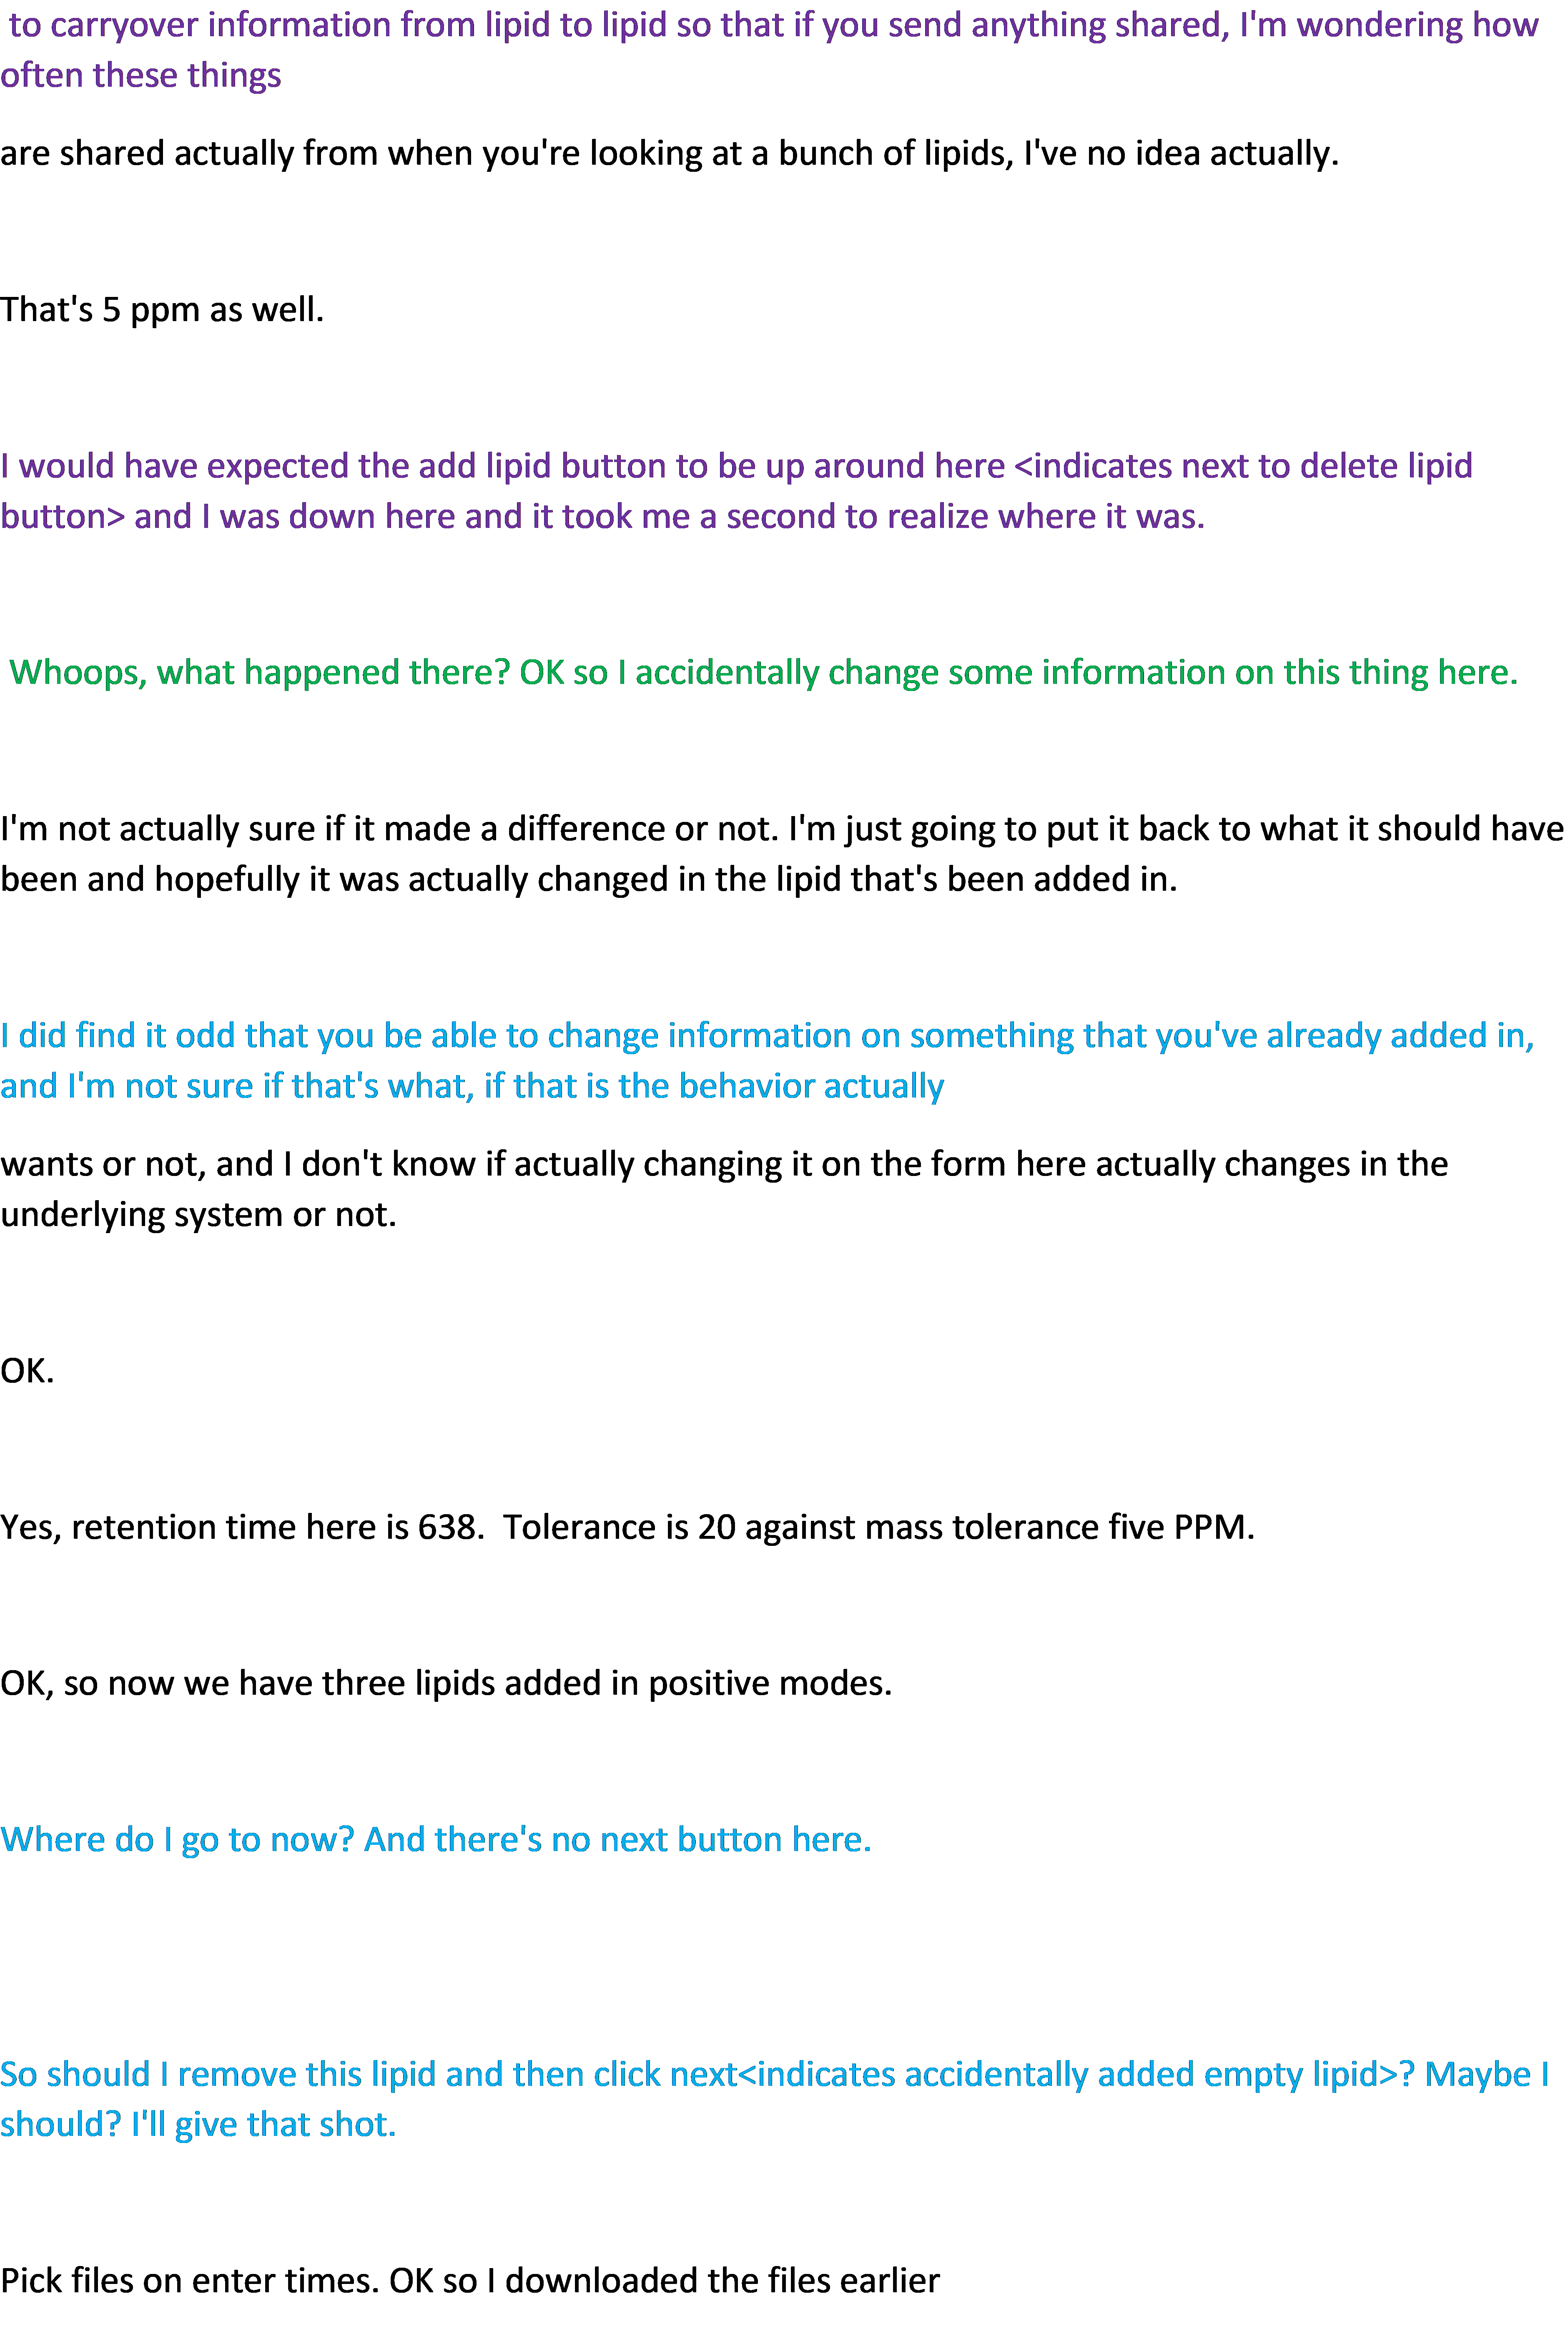 to carryover information from lipid to lipid so that if you send anything shared, I'm wondering how
often these things
are shared actually from when you're looking at a bunch of lipids, I've no idea actually.
That's 5 ppm as well.
I would have expected the add lipid button to be up around here <indicates next to delete lipid
button> and I was down here and it took me a second to realize where it was.
Whoops, what happened there? OK so I accidentally change some information on this thing here.
I'm not actually sure if it made a difference or not. I'm just going to put it back to what it should have
been and hopefully it was actually changed in the lipid that's been added in.
I did find it odd that you be able to change information on something that you've already added in,
and I'm not sure if that's what, if that is the behavior actually
wants or not, and I don't know if actually changing it on the form here actually changes in the
underlying system or not.
OK.
Yes, retention time here is 638.  Tolerance is 20 against mass tolerance five PPM.
OK, so now we have three lipids added in positive modes.
Where do I go to now? And there's no next button here.
So should I remove this lipid and then click next<indicates accidentally added empty lipid>? Maybe I
should? I'll give that shot.
Pick files on enter times. OK so I downloaded the files earlier